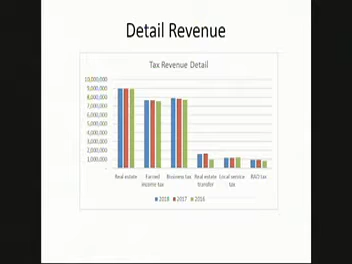 Detail Revenue
Tax Revenue Detail
10,000,000
9,000,000
8,000,000
7,000,000
6,000,000
5,000,000
4,000,000
3,000,000
2,000,000
1,000,000
-
Real estate Earned income tax Business tax Real estate transfer Local service tax RAD tax
2018 2017 2016